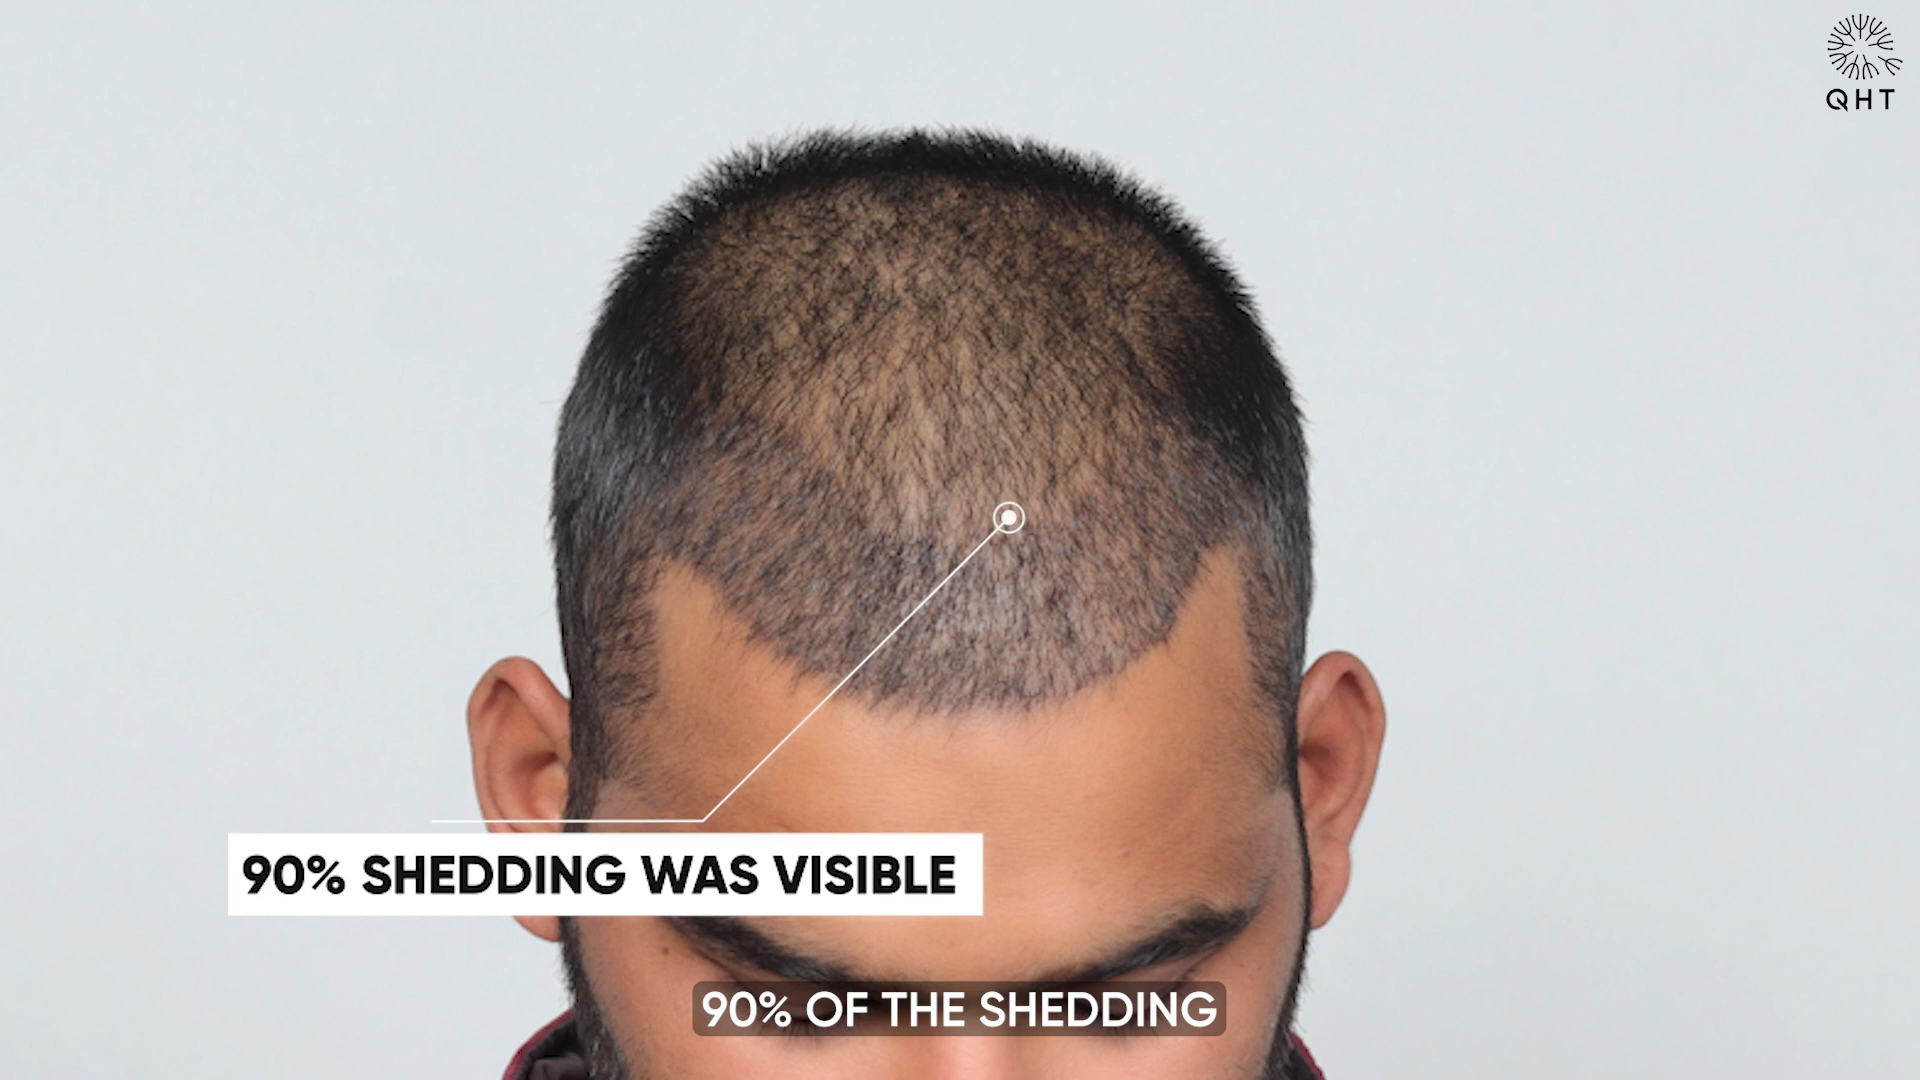 QHT
90% SHEDDING WAS VISIBLE
90% OF THE SHEDDING